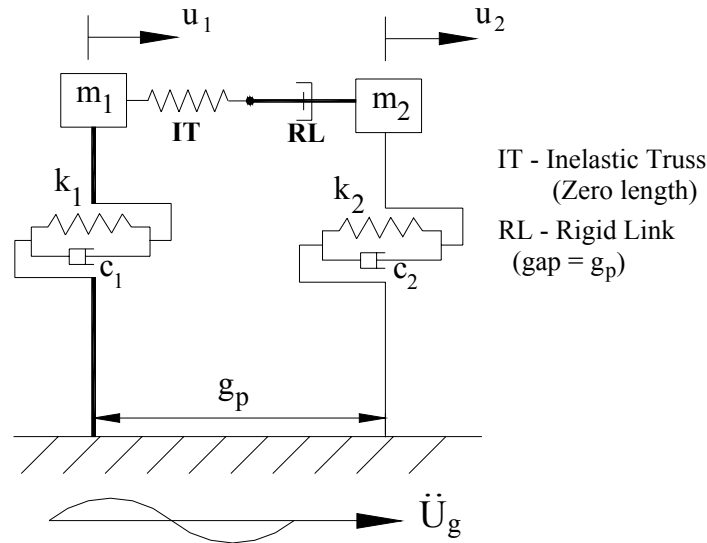 u1 u2
m1 m2
IT RL
IT - Inelastic Truss
(Zero length)
RL - Rigid Link
(gap = gp)
k1 k2
c1 c2
gp
Üg